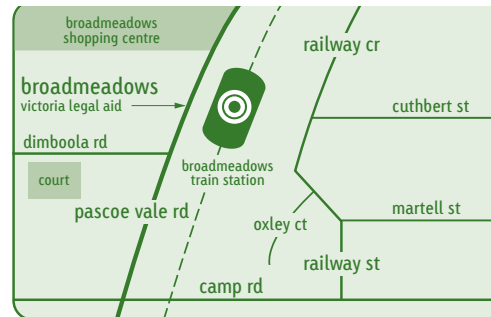 broadmeadows
shopping centre
railway cr
broadmeadows
victoria legal aid
cuthbert st
dimboola rd
broadmeadows
train station
court
pascoe vale rd
martell st
oxley ct
railway st
camp rd